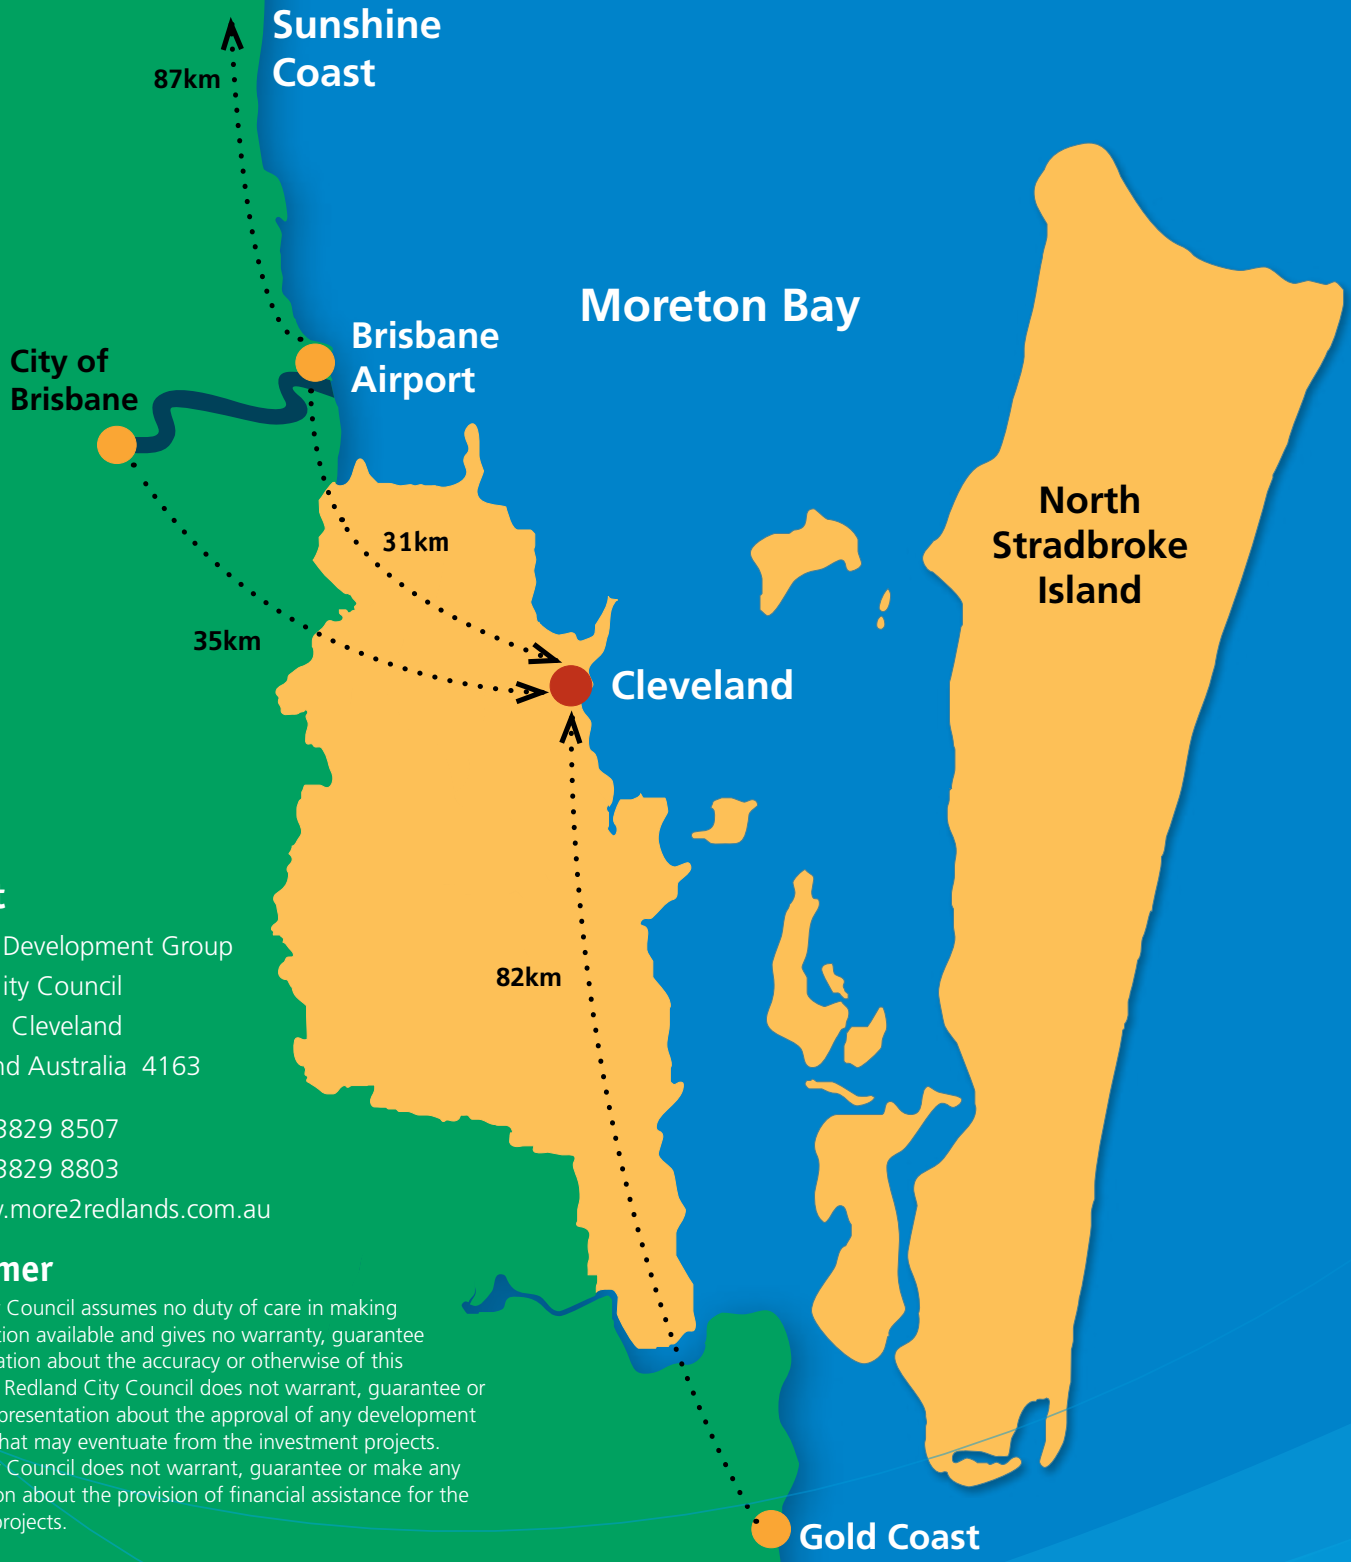 Sunshine
Coast
87km
Moreton Bay
Brisbane
Airport
City of
Brisbane
North
Stradbroke
Island
31km
35km
Cleveland
82km
Development Group
ity Council
Cleveland
nd Australia 4163
3829 8507
3829 8803
.more2redlands.com.au
mer
Council assumes no duty of care in making
tion available and gives no warranty, guarantee
ation about the accuracy or otherwise of this
Redland City Council does not warrant, guarantee or
presentation about the approval of any development
hat may eventuate from the investment projects.
Council does not warrant, guarantee or make any
on about the provision of financial assistance for the
projects.
Gold Coast